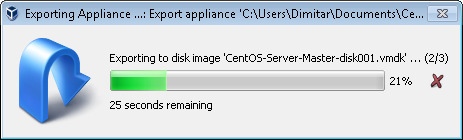 Exporting Appliance ...: Export appliance 'C:\Users\Dimitar\Documents\Ce...
Exporting to disk image 'CentOS-Server-Master-disk001.vmdk' ... (2/3)
21%
25 seconds remaining